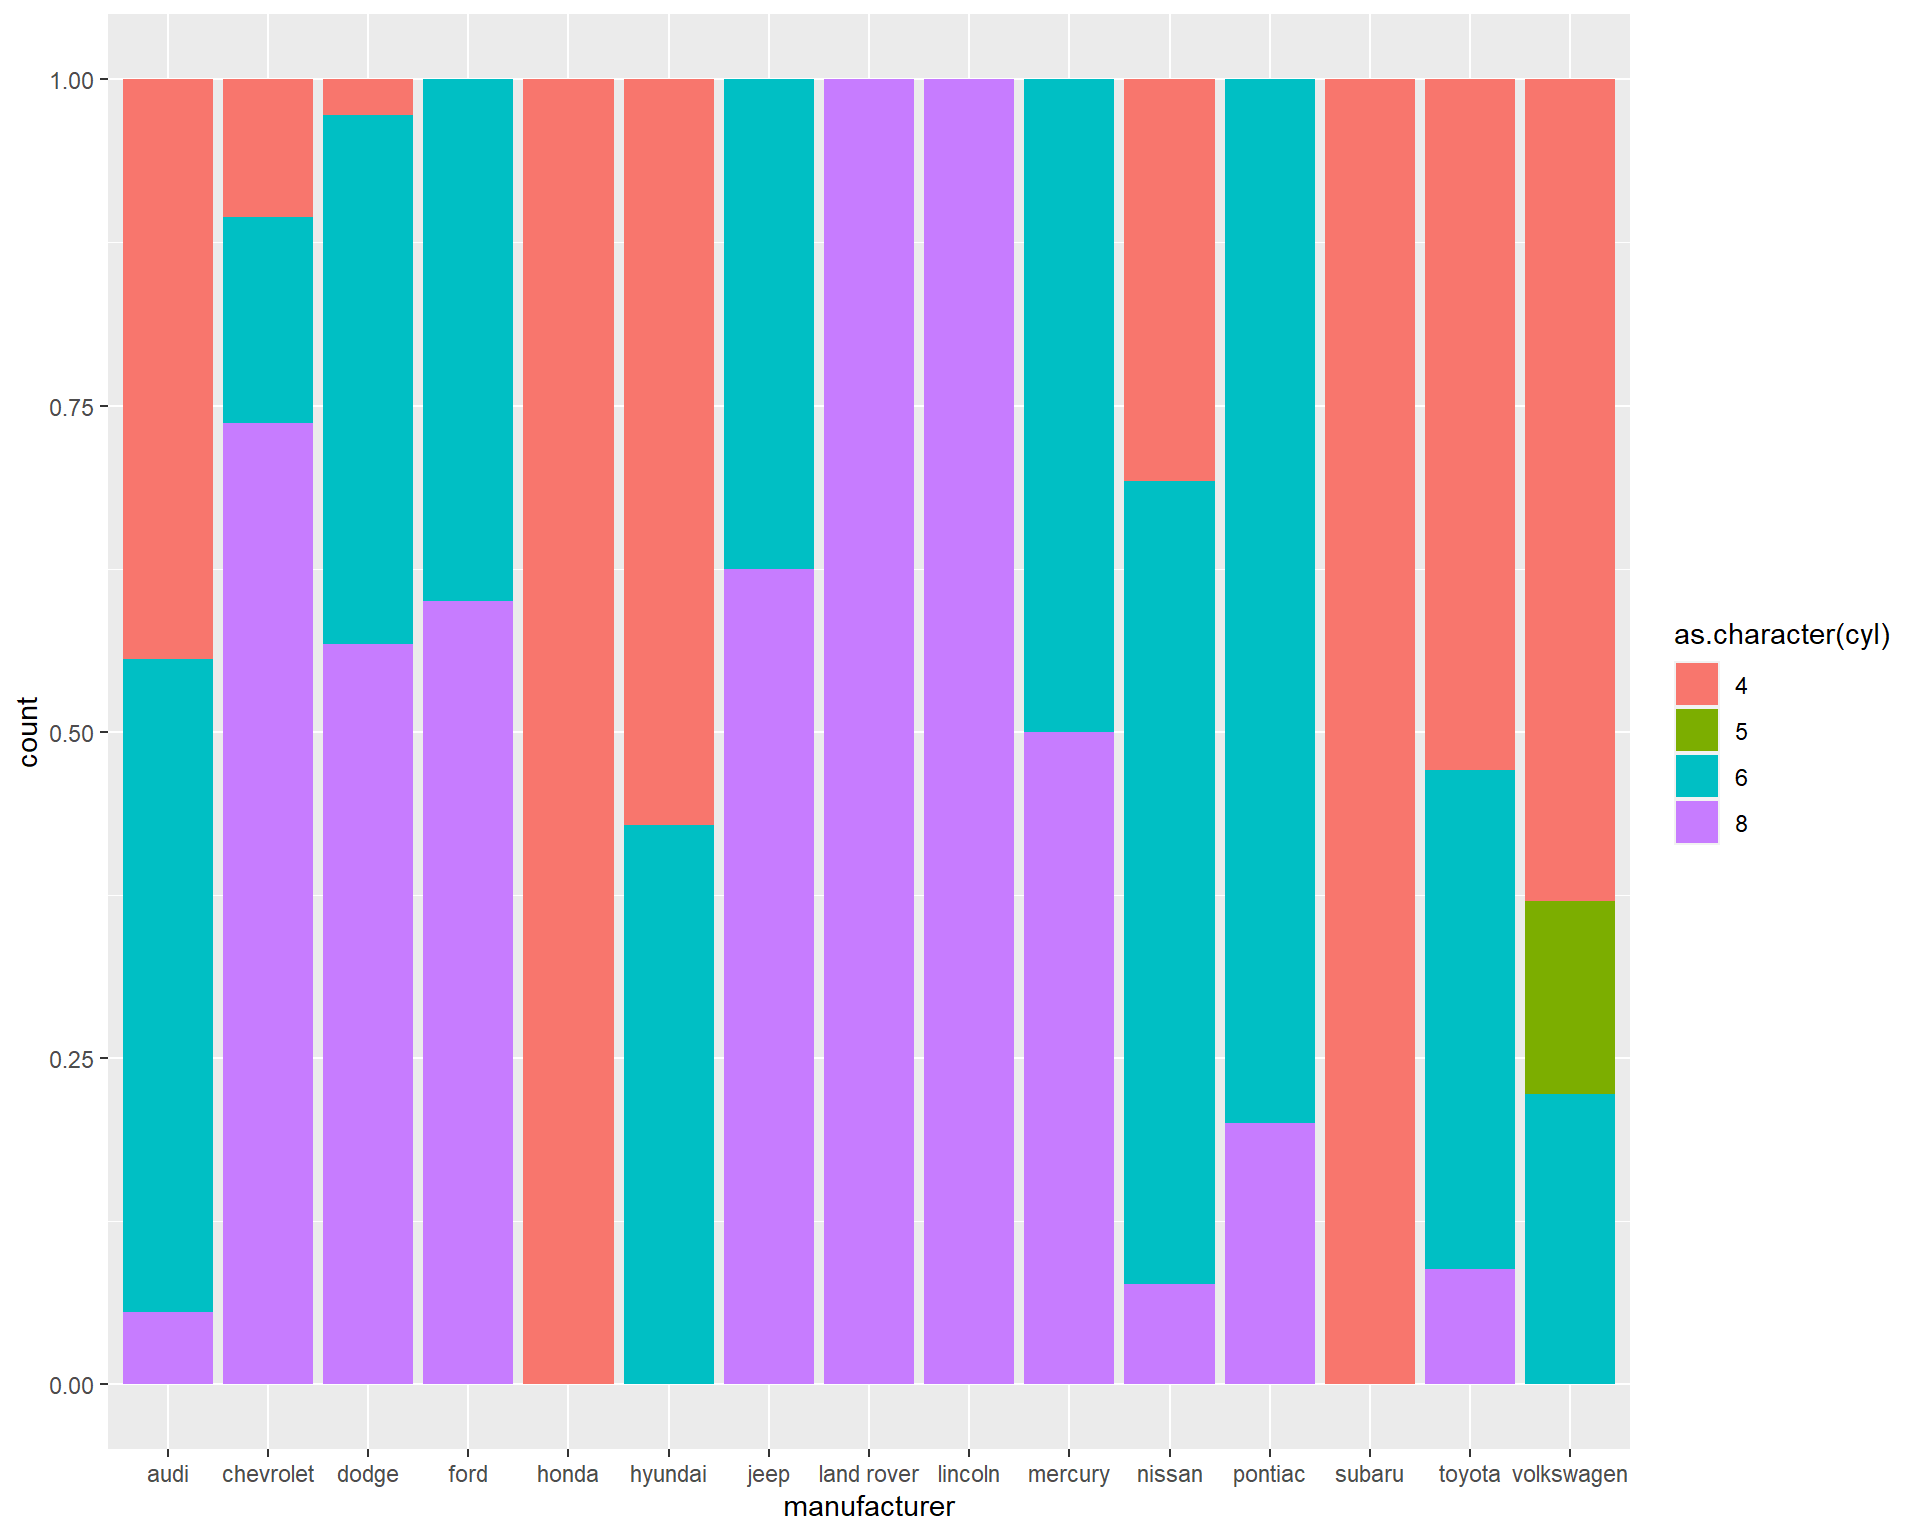 1.00
0.75
0.50
0.25
0.00
count
audi chevrolet dodge ford honda hyundai jeep land rover lincoln mercury nissan pontiac subaru toyota volkswagen
manufacturer
as.character(cyl)
4
5
6
8